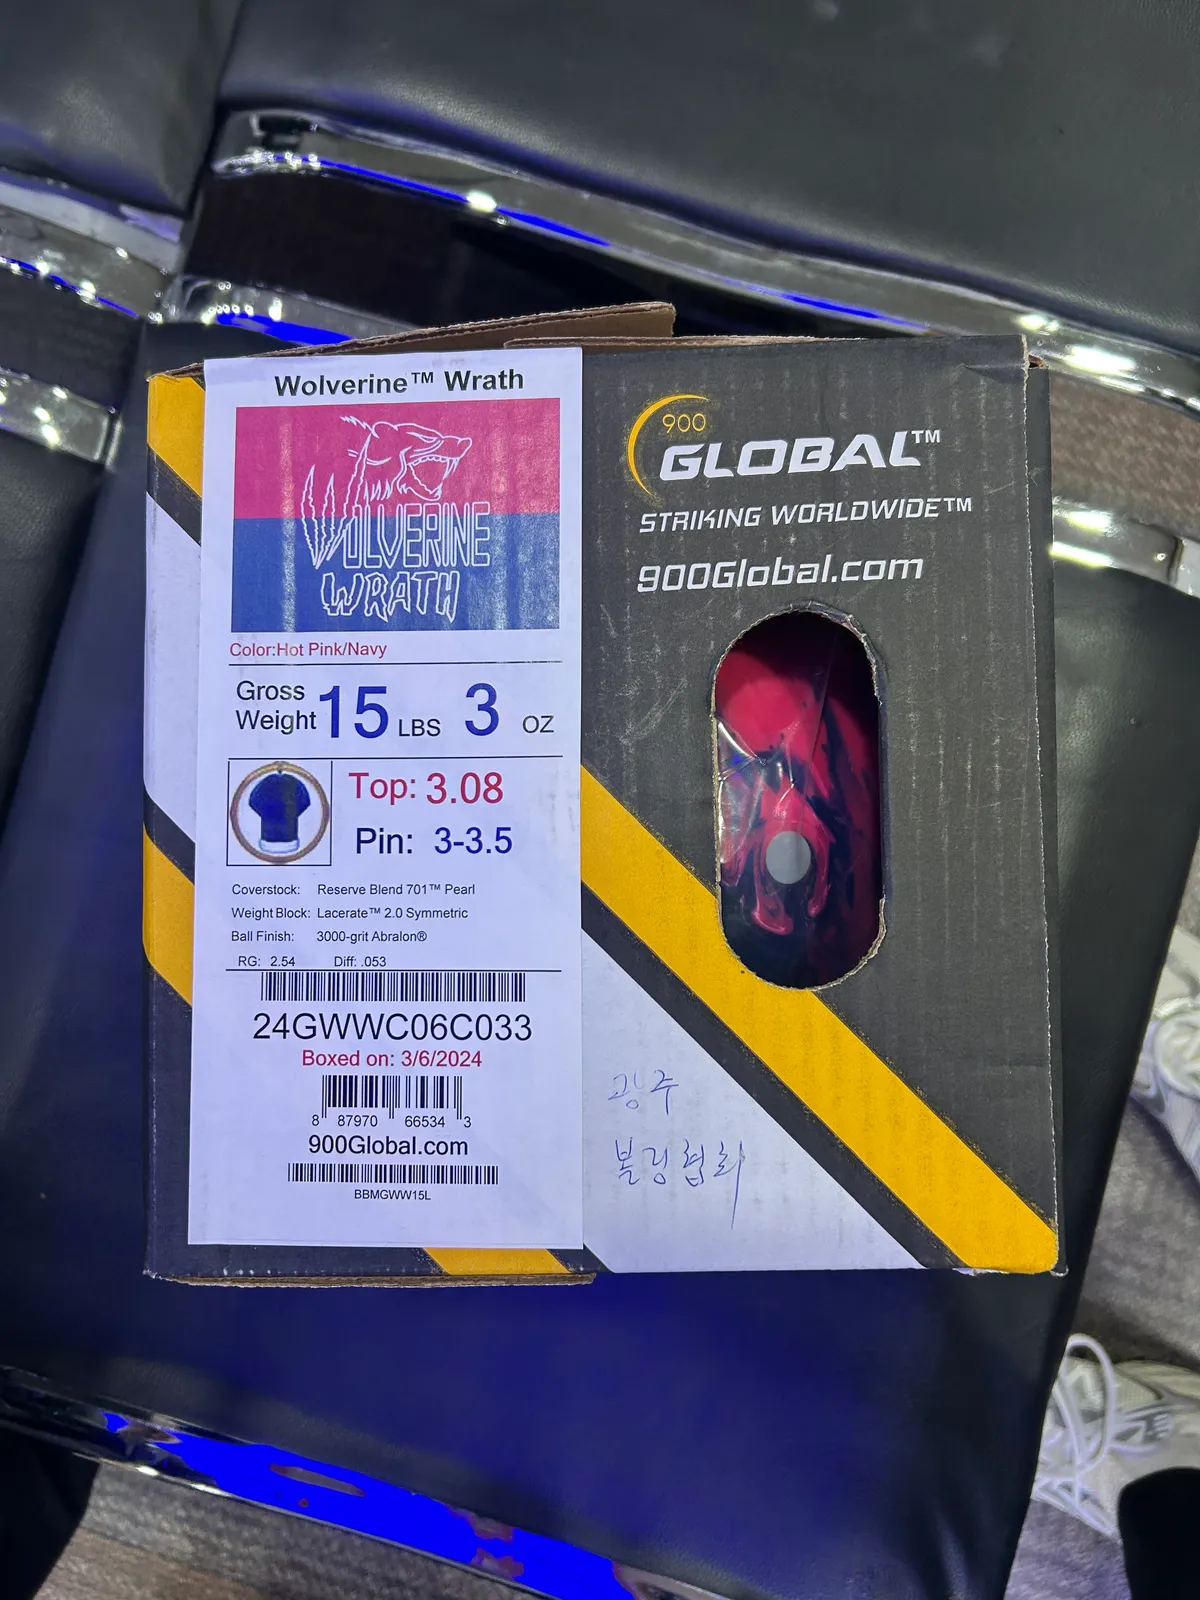 Wolverine™ Wrath
WOLVERINE
WRATH
Color:Hot Pink/Navy
Gross
Weight 15 LBS 3 OZ
Top: 3.08
Pin: 3-3.5
Coverstock: Reserve Blend 701™ Pearl
Weight Block: Lacerate™ 2.0 Symmetric
Ball Finish: 3000-grit Abralon®
RG: 2.54 Diff: .053
24GWWC06C033
Boxed on: 3/6/2024
8 87970 66534 3
900Global.com
BBMGWW15L
900
GLOBAL™
STRIKING WORLDWIDE™
900Global.com
광주
볼링협회